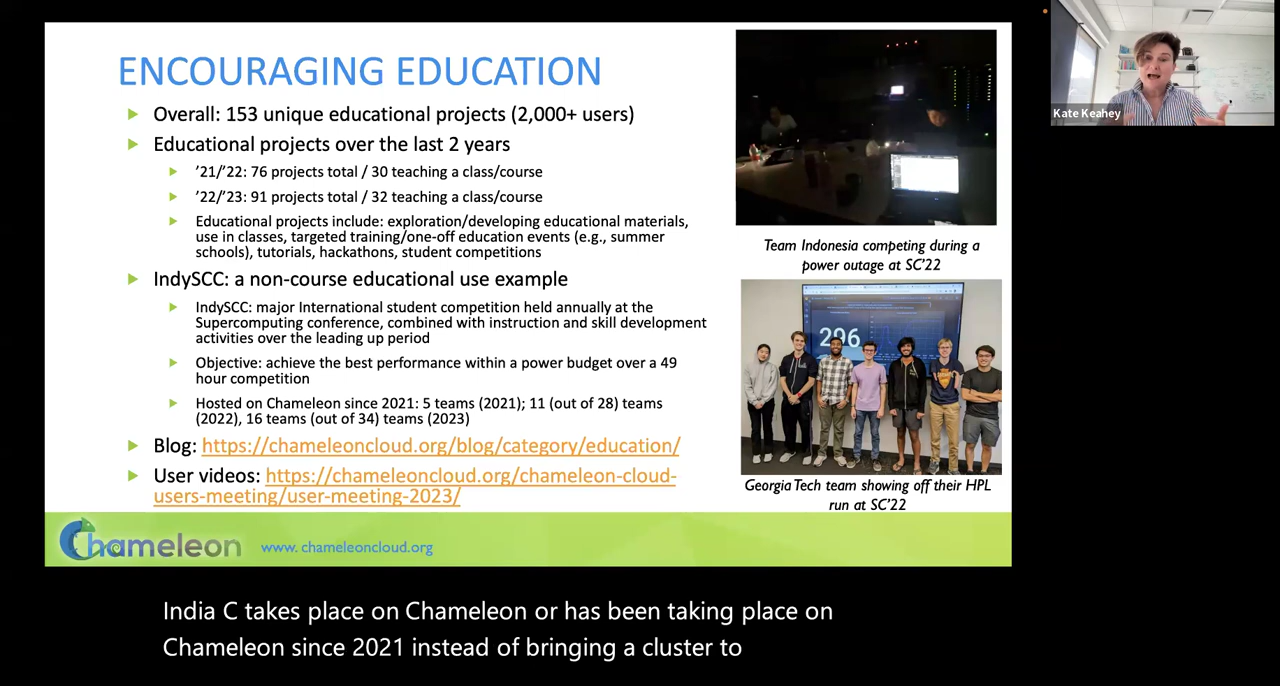 ENCOURAGING EDUCATION
Overall: 153 unique educational projects (2,000+ users)
Educational projects over the last 2 years
’21/’22: 76 projects total / 30 teaching a class/course
’22/’23: 91 projects total / 32 teaching a class/course
Educational projects include: exploration/developing educational materials,
use in classes, targeted training/one-off education events (e.g., summer
schools), tutorials, hackathons, student competitions
IndySCC: a non-course educational use example
IndySCC: major International student competition held annually at the
Supercomputing conference, combined with instruction and skill development
activities over the leading up period
Objective: achieve the best performance within a power budget over a 49
hour competition
Hosted on Chameleon since 2021: 5 teams (2021); 11 (out of 28) teams
(2022), 16 teams (out of 34) teams (2023)
Blog: https://chameleoncloud.org/blog/category/education/
User videos: https://chameleoncloud.org/chameleon-cloud-
users-meeting/user-meeting-2023/
Team Indonesia competing during a
power outage at SC’22
296
Georgia Tech team showing off their HPL
run at SC’22
Chameleon
www. chameleoncloud.org
Kate Keahey
India C takes place on Chameleon or has been taking place on
Chameleon since 2021 instead of bringing a cluster to